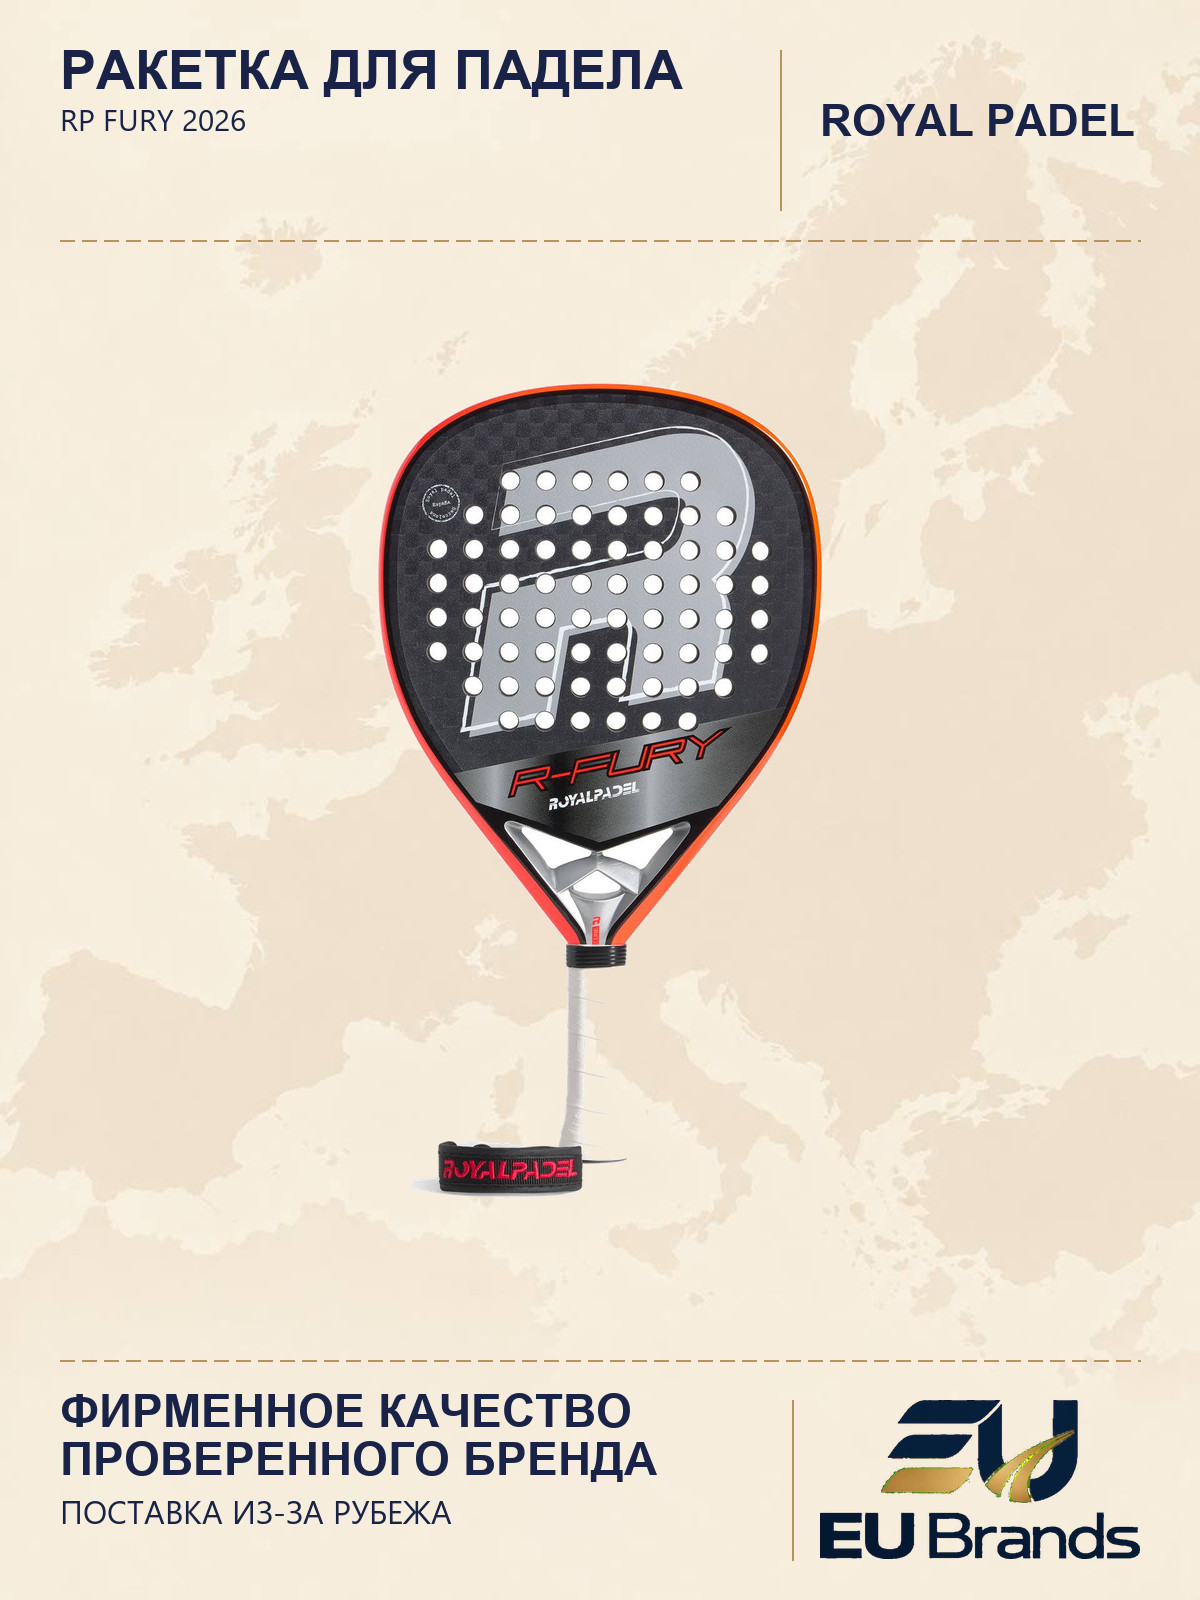 РАКЕТКА ДЛЯ ПАДЕЛА
RP FURY 2026
ROYAL PADEL
R-FURY
ROYALPADEL
ROYALPADEL
ФИРМЕННОЕ КАЧЕСТВО
ПРОВЕРЕННОГО БРЕНДА
ПОСТАВКА ИЗ-ЗА РУБЕЖА
EU
EU Brands